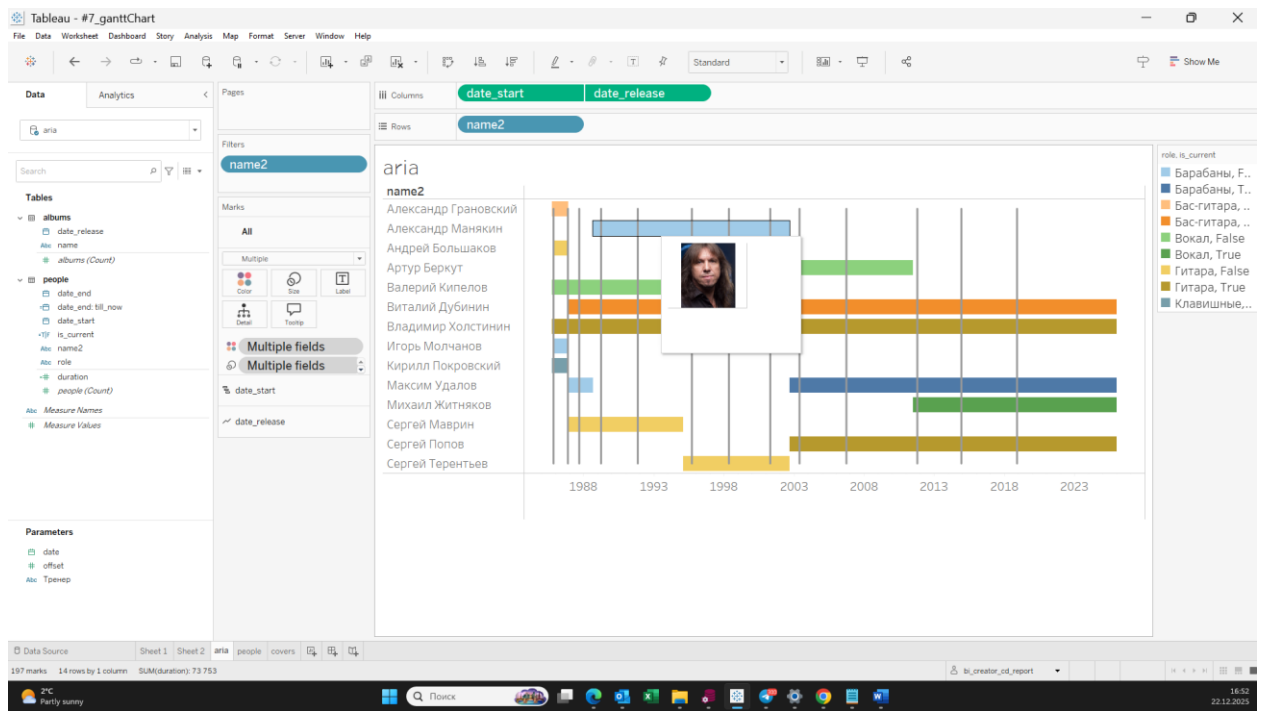 Tableau - #7_ganttChart
File Data Worksheet Dashboard Story Analysis Map Format Server Window Help
Standard
Show Me
Data Analytics
aria
Search
Tables
albums
date_release
Abc name
albums (Count)
people
date_end
date_end: till_now
date_start
is_current
Abc name2
Abc role
duration
people (Count)
Abc Measure Names
Measure Values
Parameters
date
offset
Abc Тренер
Pages
Filters
name2
Marks
All
Multiple
Color Size Label
Detail Tooltip
Multiple fields
Multiple fields
date_start
date_release
Columns date_start date_release
Rows name2
aria
name2
Александр Грановский
Александр Манякин
Андрей Большаков
Артур Беркут
Валерий Кипелов
Виталий Дубинин
Владимир Холстинин
Игорь Молчанов
Кирилл Покровский
Максим Удалов
Михаил Житняков
Сергей Маврин
Сергей Попов
Сергей Терентьев
1988 1993 1998 2003 2008 2013 2018 2023
role, is_current
Барабаны, F..
Барабаны, T..
Бас-гитара, ..
Бас-гитара, ..
Вокал, False
Вокал, True
Гитара, False
Гитара, True
Клавишные,..
Data Source Sheet 1 Sheet 2 aria people covers
197 marks 14 rows by 1 column SUM(duration): 73 753
bi_creator_cd_report
2°C
Partly sunny
Поиск
16:52
22.12.2025